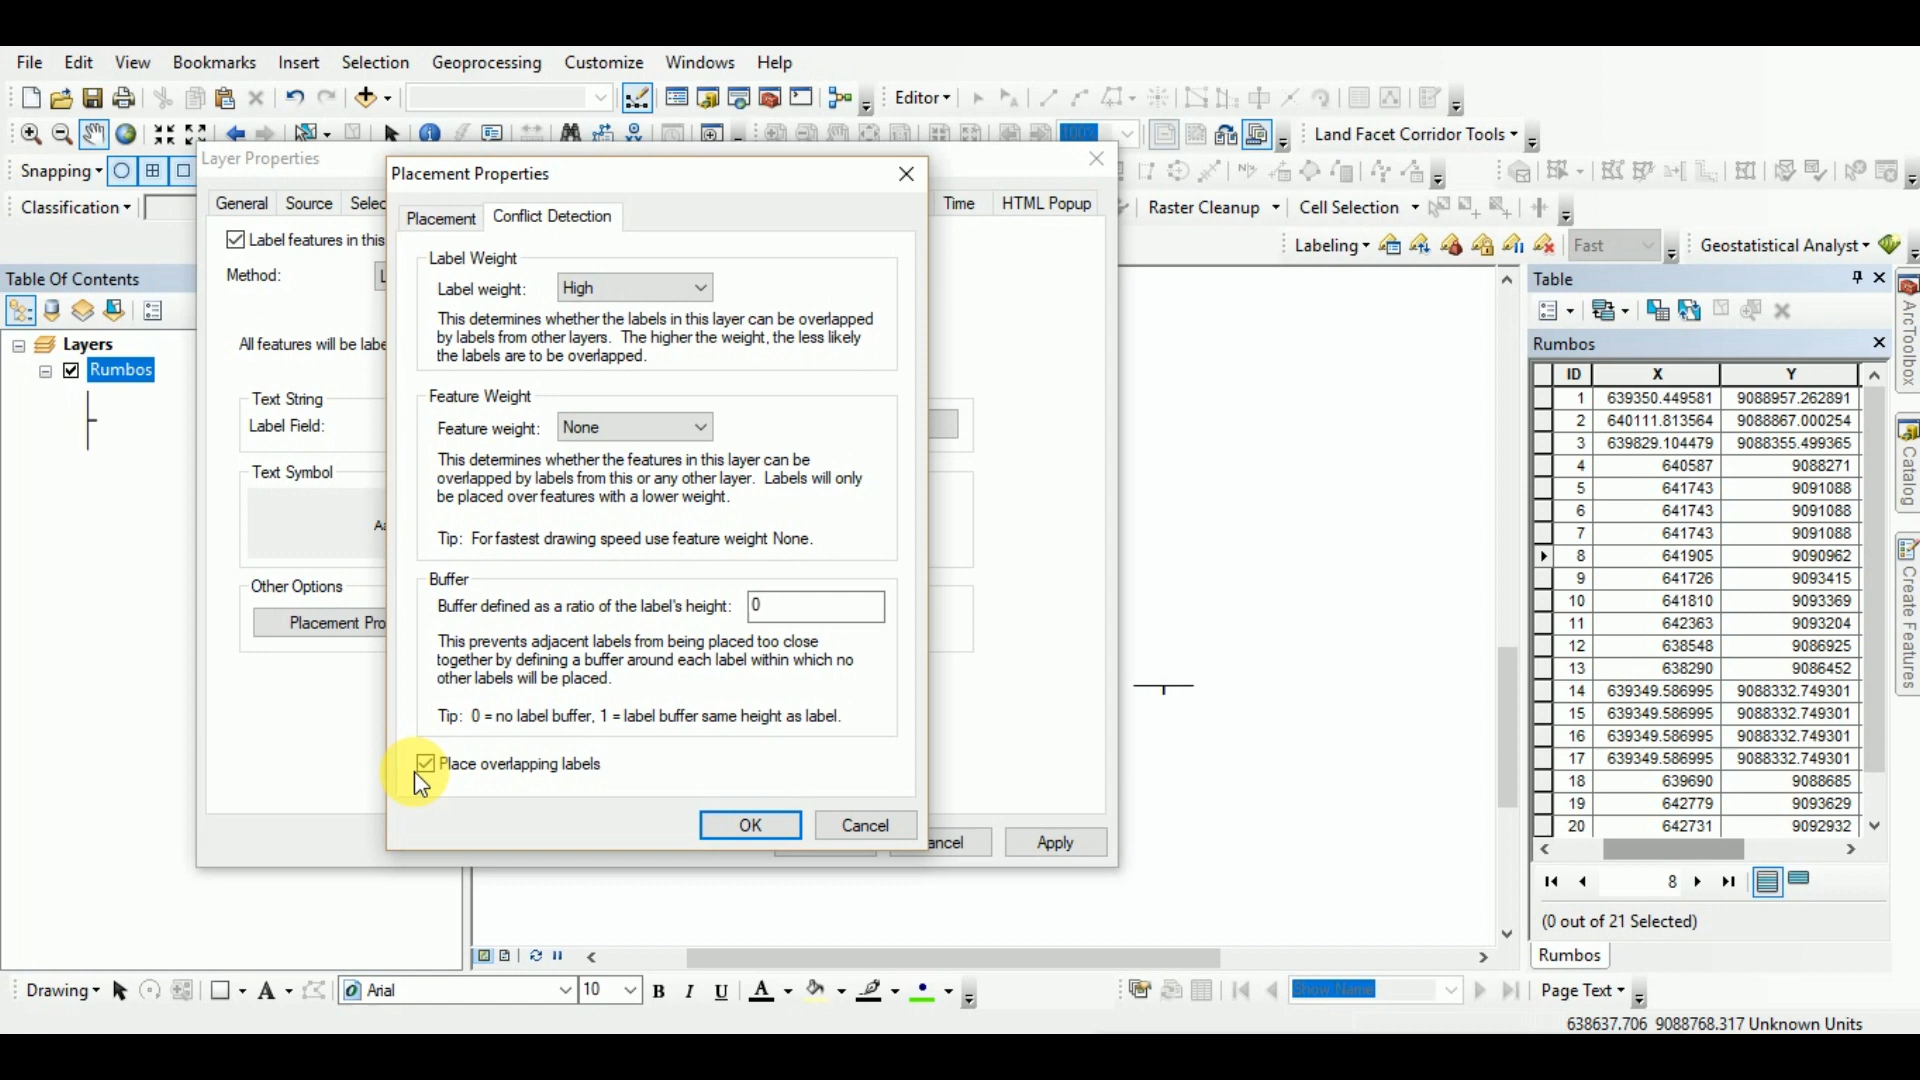 File Edit View Bookmarks Insert Selection Geoprocessing Customize Windows Help
Editor
100%
Land Facet Corridor Tools
Snapping
Classification
Raster Cleanup Cell Selection
Labeling Fast Geostatistical Analyst
Table Of Contents
Layers
Rumbos
Layer Properties
General Source Selec Time HTML Popup
Label features in this
Method: L
All features will be labe
Text String
Label Field:
Text Symbol
Aa
Other Options
Placement Pro
ancel Apply
Placement Properties
Placement Conflict Detection
Label Weight
Label weight: High
This determines whether the labels in this layer can be overlapped
by labels from other layers. The higher the weight, the less likely
the labels are to be overlapped.
Feature Weight
Feature weight: None
This determines whether the features in this layer can be
overlapped by labels from this or any other layer. Labels will only
be placed over features with a lower weight.
Tip: For fastest drawing speed use feature weight None.
Buffer
Buffer defined as a ratio of the label's height: 0
This prevents adjacent labels from being placed too close
together by defining a buffer around each label within which no
other labels will be placed.
Tip: 0 = no label buffer, 1 = label buffer same height as label.
Place overlapping labels
OK Cancel
Table
Rumbos
ID X Y
1 639350.449581 9088957.262891
2 640111.813564 9088867.000254
3 639829.104479 9088355.499365
4 640587 9088271
5 641743 9091088
6 641743 9091088
7 641743 9091088
8 641905 9090962
9 641726 9093415
10 641810 9093369
11 642363 9093204
12 638548 9086925
13 638290 9086452
14 639349.586995 9088332.749301
15 639349.586995 9088332.749301
16 639349.586995 9088332.749301
17 639349.586995 9088332.749301
18 639690 9088685
19 642779 9093629
20 642731 9092932
8
(0 out of 21 Selected)
Rumbos
ArcToolbox
Catalog
Create Features
Drawing A Arial 10 B I U A Show Name Page Text
638637.706 9088768.317 Unknown Units